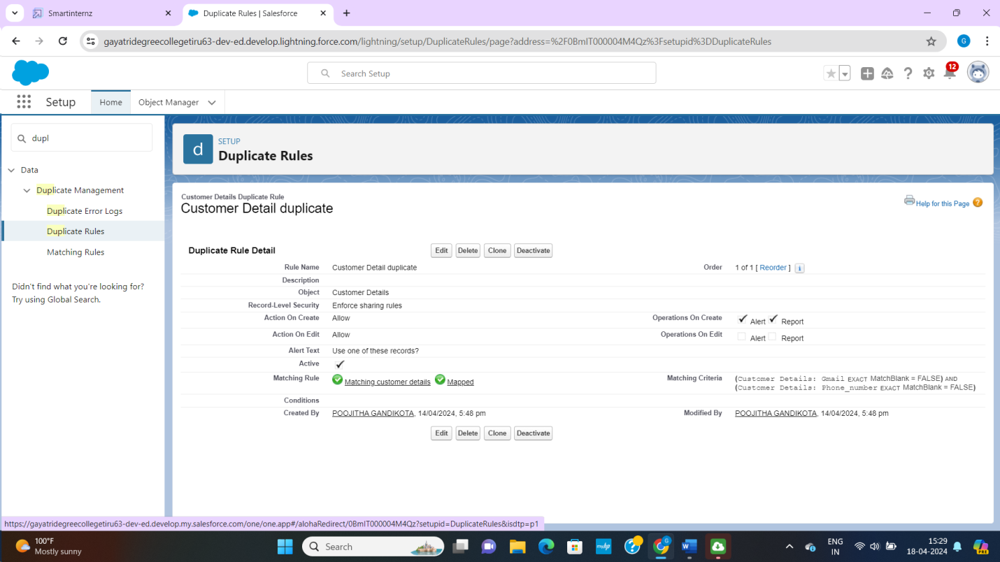 Smartinternz
Duplicate Rules | Salesforce
gayatridegreecollegetiru63-dev-ed.develop.lightning.force.com/lightning/setup/DuplicateRules/page?address=%2F0BmIT000004M4Qz%3Fsetupid%3DDuplicateRules
G
Search Setup
12
Setup
Home
Object Manager
dupl
Data
Duplicate Management
Duplicate Error Logs
Duplicate Rules
Matching Rules
Didn't find what you're looking for?
Try using Global Search.
d
SETUP
Duplicate Rules
Customer Details Duplicate Rule
Customer Detail duplicate
Help for this Page ?
Duplicate Rule Detail
Edit Delete Clone Deactivate
Rule Name Customer Detail duplicate Order 1 of 1 [ Reorder ] i
Description
Object Customer Details
Record-Level Security Enforce sharing rules
Action On Create Allow Operations On Create Alert Report
Action On Edit Allow Operations On Edit Alert Report
Alert Text Use one of these records?
Active
Matching Rule Matching customer details Mapped Matching Criteria (Customer Details: Gmail EXACT MatchBlank = FALSE) AND
(Customer Details: Phone_number EXACT MatchBlank = FALSE)
Conditions
Created By POOJITHA GANDIKOTA, 14/04/2024, 5:48 pm Modified By POOJITHA GANDIKOTA, 14/04/2024, 5:48 pm
Edit Delete Clone Deactivate
https://gayatridegreecollegetiru63-dev-ed.develop.my.salesforce.com/one/one.app#/alohaRedirect/0BmIT000004M4Qz?setupid=DuplicateRules&isdtp=p1
100°F
Mostly sunny
Search
myhp
G
W
ENG
IN
15:29
18-04-2024
PRE